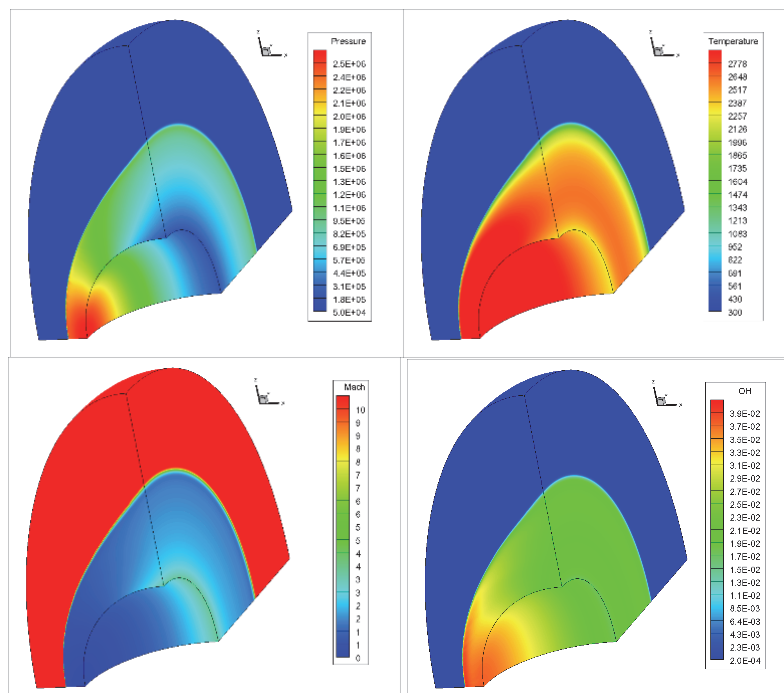 Pressure
z
x
2.5E+06
2.4E+06
2.2E+06
2.1E+06
2.0E+06
1.9E+06
1.7E+06
1.6E+06
1.5E+06
1.3E+06
1.2E+06
1.1E+06
9.5E+05
8.2E+05
6.9E+05
5.7E+05
4.4E+05
3.1E+05
1.8E+05
5.0E+04
Temperature
z
x
2778
2648
2517
2387
2257
2126
1996
1865
1735
1604
1474
1343
1213
1083
952
822
691
561
430
300
Mach
z
x
10
9
8
7
6
5
4
3
2
1
0
OH
z
x
3.9E-02
3.7E-02
3.5E-02
3.3E-02
3.1E-02
2.9E-02
2.7E-02
2.5E-02
2.3E-02
2.1E-02
1.9E-02
1.7E-02
1.5E-02
1.3E-02
1.1E-02
8.5E-03
6.4E-03
4.3E-03
2.3E-03
2.0E-04